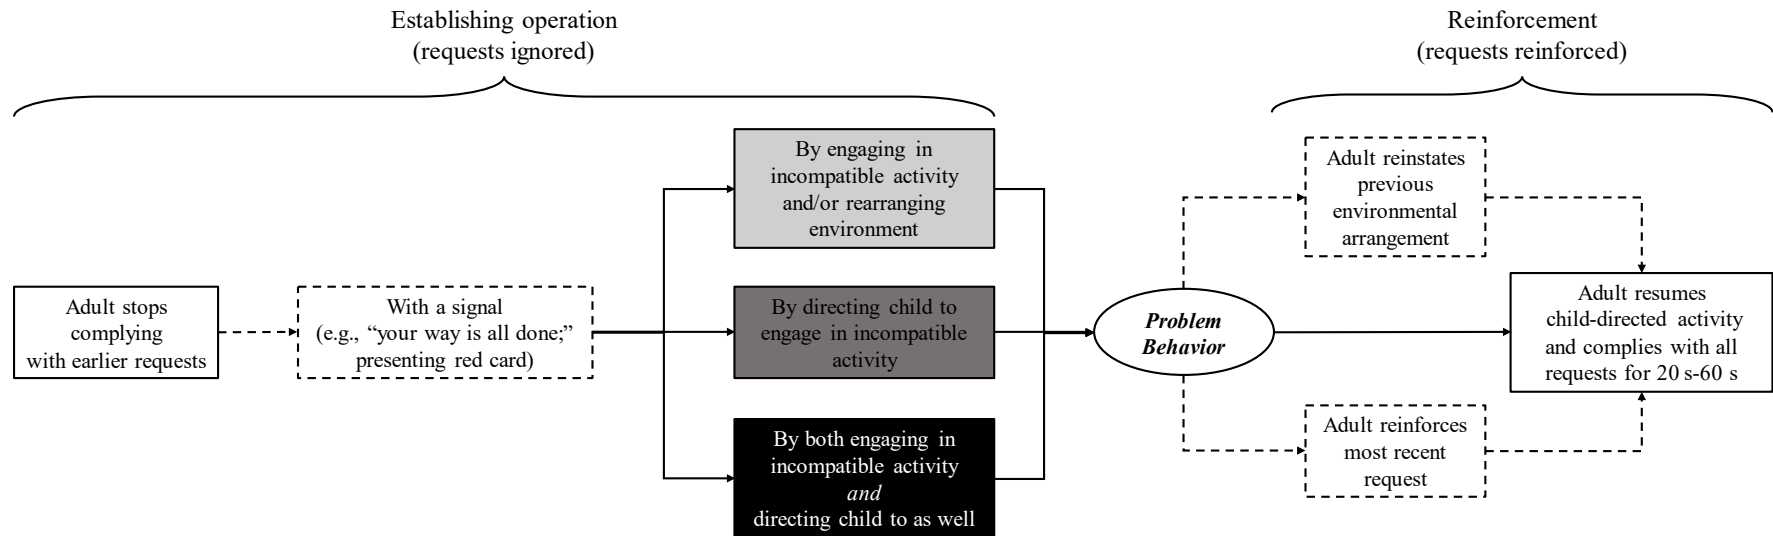 Establishing operation
(requests ignored)
Reinforcement
(requests reinforced)
Adult stops
complying
with earlier requests
With a signal
(e.g., “your way is all done;”
presenting red card)
By engaging in
incompatible activity
and/or rearranging
environment
By directing child to
engage in incompatible
activity
By both engaging in
incompatible activity
and
directing child to as well
Problem
Behavior
Adult reinstates
previous
environmental
arrangement
Adult resumes
child-directed activity
and complies with all
requests for 20 s-60 s
Adult reinforces
most recent
request